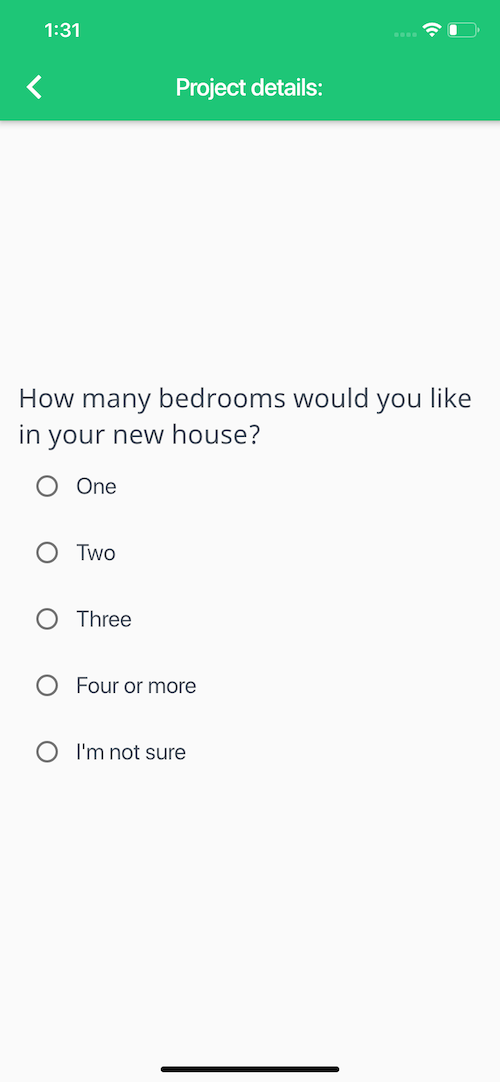 1:31
Project details:
How many bedrooms would you like
in your new house?
One
Two
Three
Four or more
I'm not sure